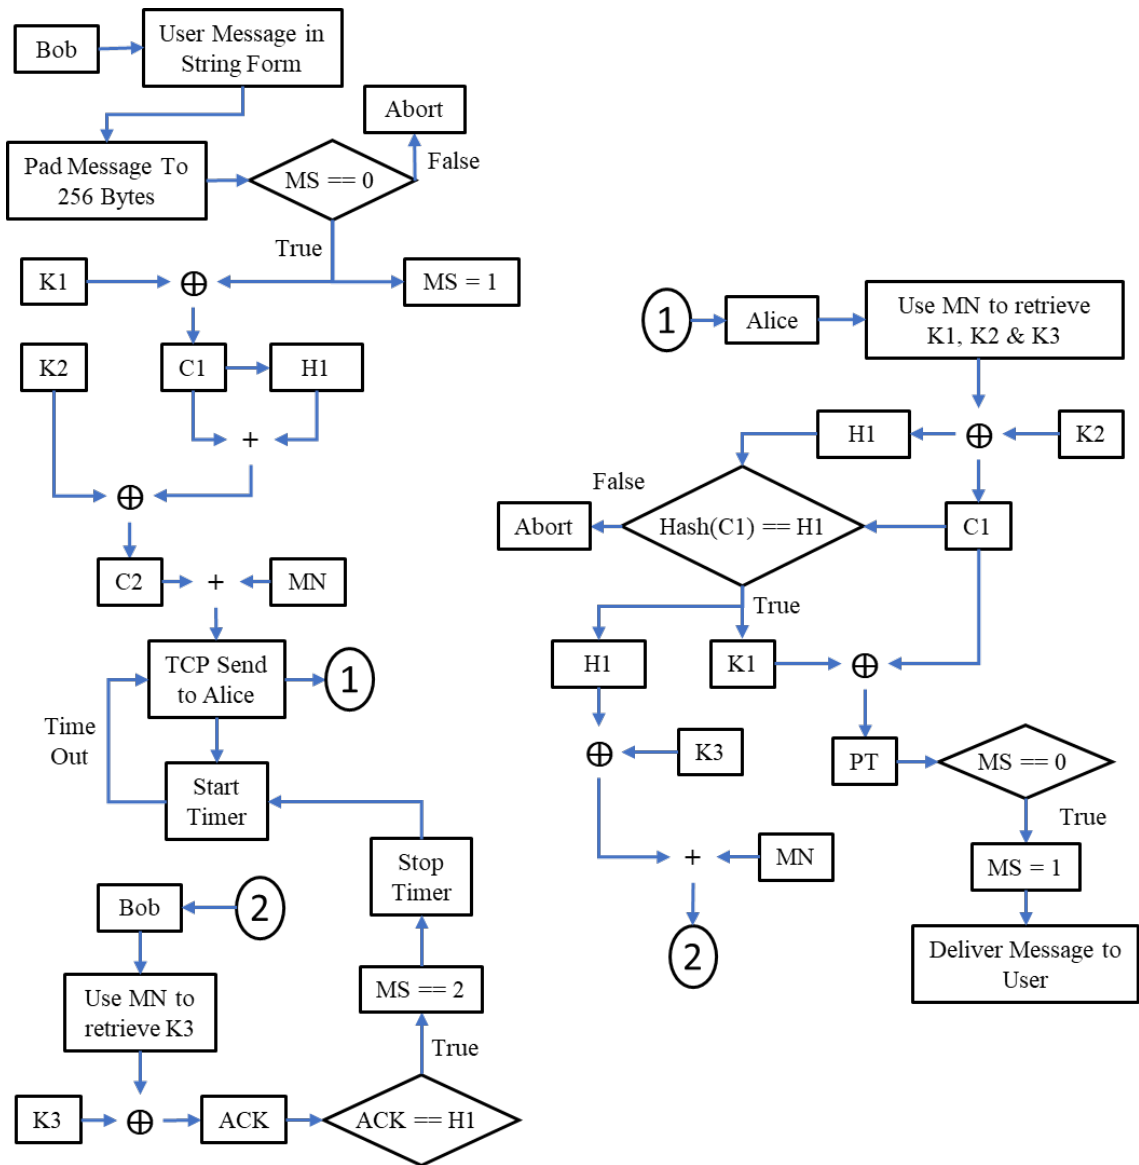 Bob
User Message in
String Form
Abort
False
Pad Message To
256 Bytes
MS == 0
True
K1
⊕
MS = 1
K2
C1
H1
+
⊕
C2
+
MN
TCP Send
to Alice
1
Time
Out
Start
Timer
Stop
Timer
Bob
2
Use MN to
retrieve K3
MS == 2
True
K3
⊕
ACK
ACK == H1
1
Alice
Use MN to retrieve
K1, K2 & K3
H1
⊕
K2
False
Abort
Hash(C1) == H1
C1
True
H1
K1
⊕
⊕
K3
PT
MS == 0
True
+
MN
MS = 1
2
Deliver Message to
User